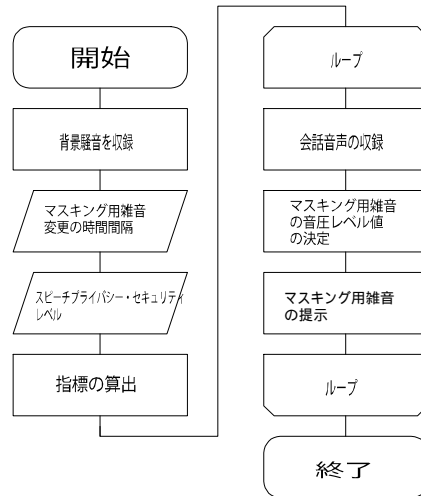 開始
背景騒音を収録
マスキング用雑音
変更の時間間隔
スピーチプライバシー・セキュリティ
レベル
指標の算出
ループ
会話音声の収録
マスキング用雑音
の音圧レベル値
の決定
マスキング用雑音
の提示
ループ
終了